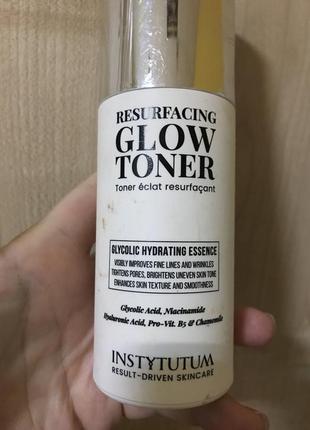 RESURFACING
GLOW
TONER
Toner éclat resurfaçant
GLYCOLIC HYDRATING ESSENCE
VISIBLY IMPROVES FINE LINES AND WRINKLES
TIGHTENS PORES, BRIGHTENS UNEVEN SKIN TONE
ENHANCES SKIN TEXTURE AND SMOOTHNESS
Glycolic Acid, Niacinamide
Hyaluronic Acid, Pro-Vit. B5 & Chamomile
INSTYTUTUM
RESULT-DRIVEN SKINCARE